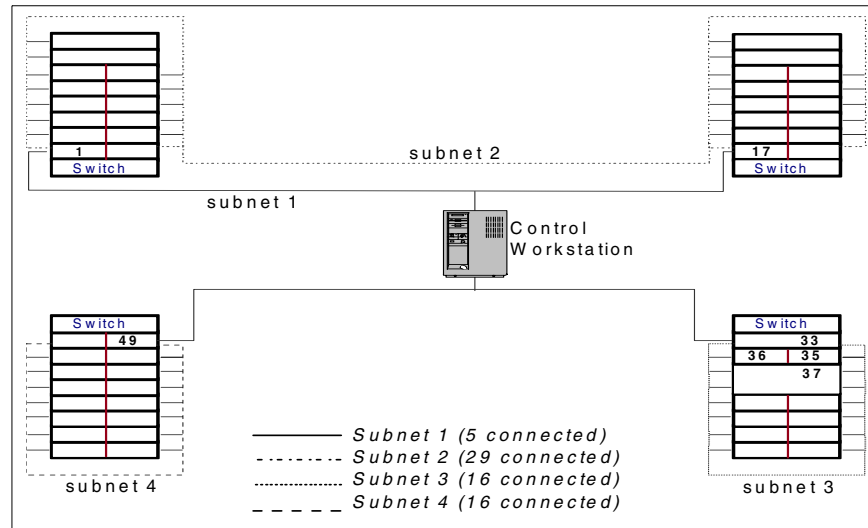 1
Switch
17
Switch
subnet 2
subnet 1
Control
Workstation
Switch
49
Switch
33
36 35
37
Subnet 1 (5 connected)
Subnet 2 (29 connected)
Subnet 3 (16 connected)
Subnet 4 (16 connected)
subnet 4
subnet 3